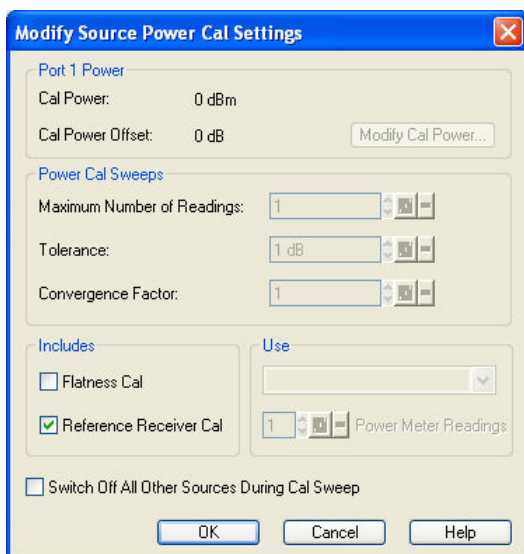 Modify Source Power Cal Settings
Port 1 Power
Cal Power: 0 dBm
Cal Power Offset: 0 dB Modify Cal Power...
Power Cal Sweeps
Maximum Number of Readings: 1
Tolerance: 1 dB
Convergence Factor: 1
Includes
Flatness Cal
Reference Receiver Cal
Use
1 Power Meter Readings
Switch Off All Other Sources During Cal Sweep
OK Cancel Help